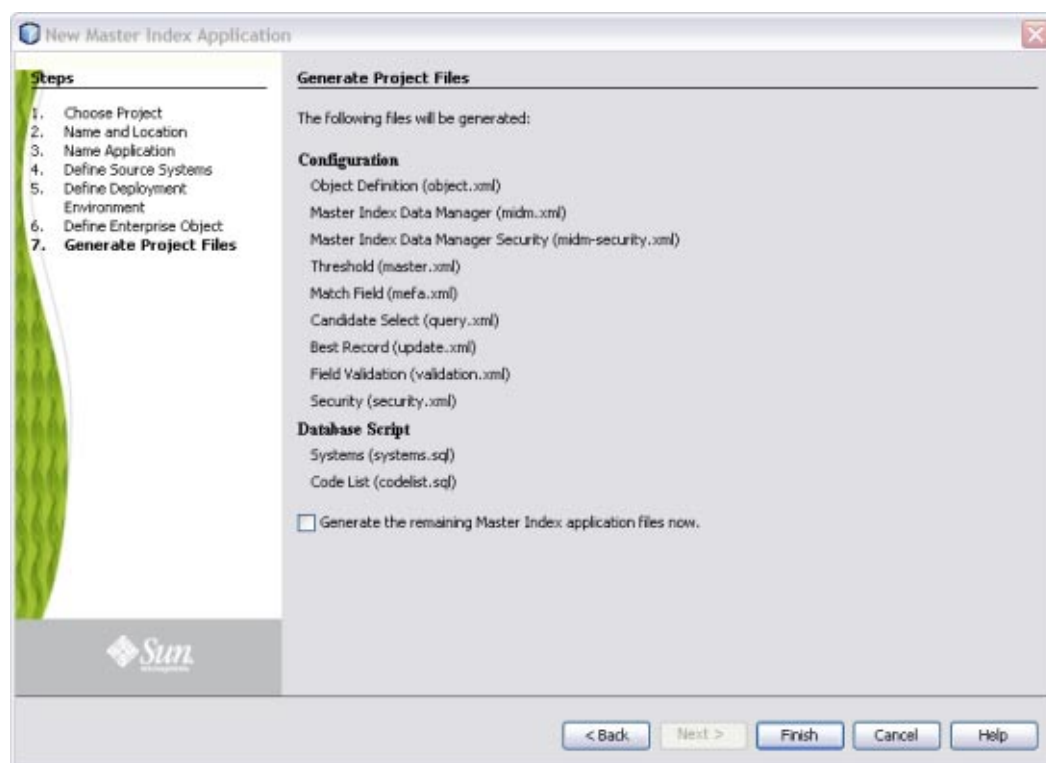 New Master Index Application
Steps
1. Choose Project
2. Name and Location
3. Name Application
4. Define Source Systems
5. Define Deployment
Environment
6. Define Enterprise Object
7. Generate Project Files
Generate Project Files
The following files will be generated:
Configuration
Object Definition (object.xml)
Master Index Data Manager (midm.xml)
Master Index Data Manager Security (midm-security.xml)
Threshold (master.xml)
Match Field (mefa.xml)
Candidate Select (query.xml)
Best Record (update.xml)
Field Validation (validation.xml)
Security (security.xml)
Database Script
Systems (systems.sql)
Code List (codelist.sql)
Generate the remaining Master Index application files now.
Sun
< Back Next > Finish Cancel Help